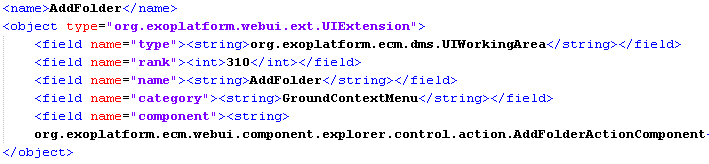 <name>AddFolder</name>
<object type="org.exoplatform.webui.ext.UIExtension">
<field name="type"><string>org.exoplatform.ecm.dms.UIWorkingArea</string></field>
<field name="rank"><int>310</int></field>
<field name="name"><string>AddFolder</string></field>
<field name="category"><string>GroundContextMenu</string></field>
<field name="component"><string>
org.exoplatform.ecm.webui.component.explorer.control.action.AddFolderActionComponent
</object>